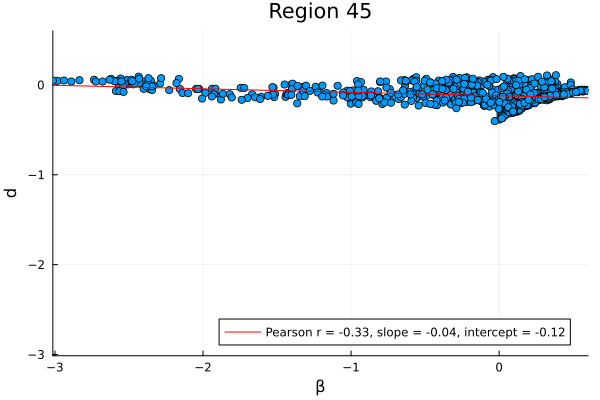 Region 45
0
−1
−2
−3
d
−3
−2
−1
0
β
Pearson r = -0.33, slope = -0.04, intercept = -0.12